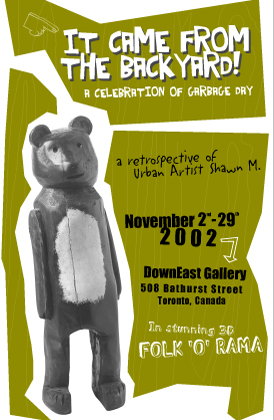 IT CAME FROM
THE BACKYARD!
A CELEBRATION OF GARBAGE DAY
a retrospective of
Urban Artist Shawn M.
November 2nd-29th
2002
DownEast Gallery
508 Bathurst Street
Toronto, Canada
In stunning 3D
FOLK 'O' RAMA